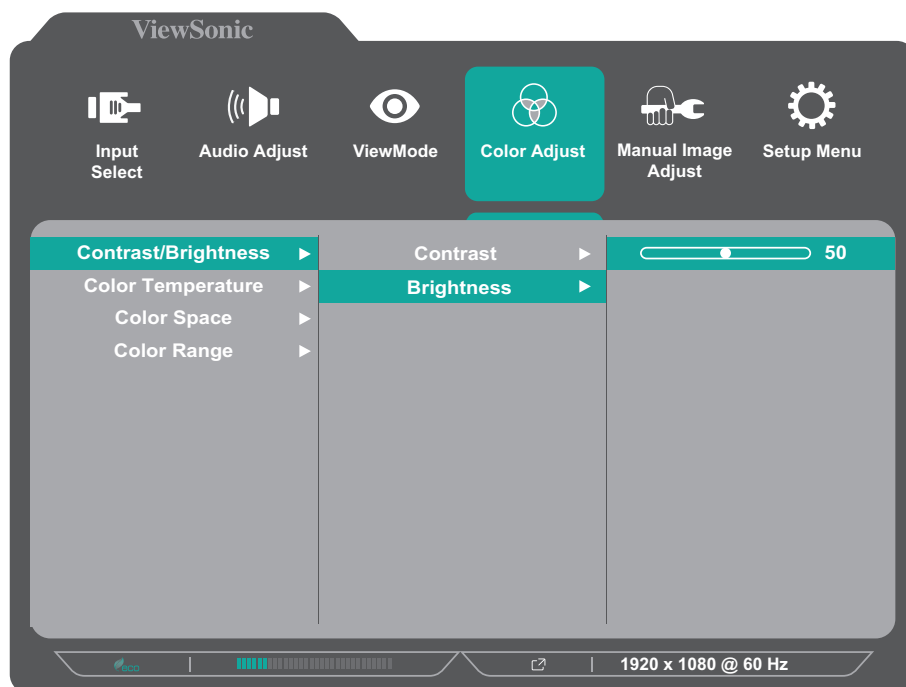 ViewSonic
Input
Select
Audio Adjust
ViewMode
Color Adjust
Manual Image
Adjust
Setup Menu
Contrast/Brightness
Contrast
50
Color Temperature
Brightness
Color Space
Color Range
eco
1920 x 1080 @ 60 Hz